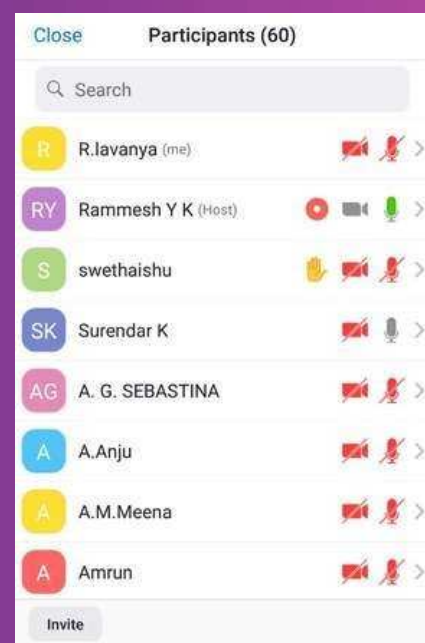 Close Participants (60)
Search
R R.lavanya (me)
RY Rammesh Y K (Host)
S swethaishu
SK Surendar K
AG A. G. SEBASTINA
A A.Anju
A A.M.Meena
A Amrun
Invite